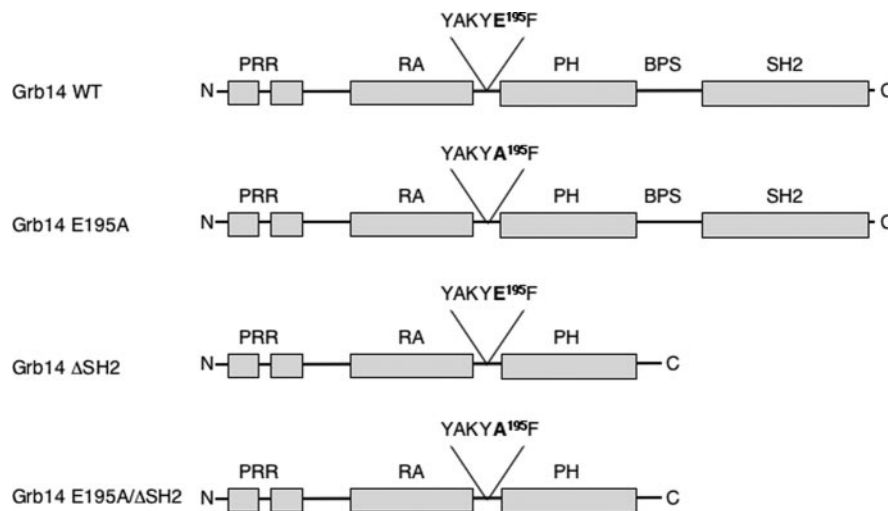 YAKYE¹⁹⁵F
PRR RA PH BPS SH2
Grb14 WT N C
YAKYA¹⁹⁵F
PRR RA PH BPS SH2
Grb14 E195A N C
YAKYE¹⁹⁵F
PRR RA PH
Grb14 ΔSH2 N C
YAKYA¹⁹⁵F
PRR RA PH
Grb14 E195A/ΔSH2 N C